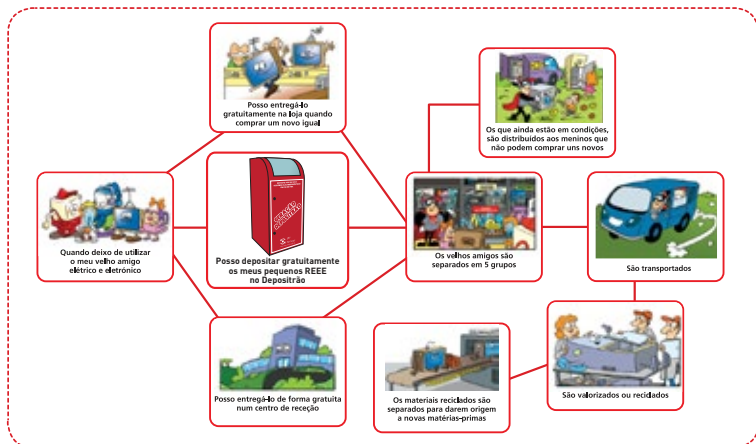 Posso entregá-lo
gratuitamente na loja quando
comprar um novo igual
Os que ainda estão em condições,
são distribuídos aos meninos que
não podem comprar uns novos
Quando deixo de utilizar
o meu velho amigo
elétrico e eletrónico
Posso depositar gratuitamente
os meus pequenos REEE
no Depositrão
Os velhos amigos são
separados em 5 grupos
São transportados
Posso entregá-lo de forma gratuita
num centro de receção
Os materiais reciclados são
separados para darem origem
a novas matérias-primas
São valorizados ou reciclados